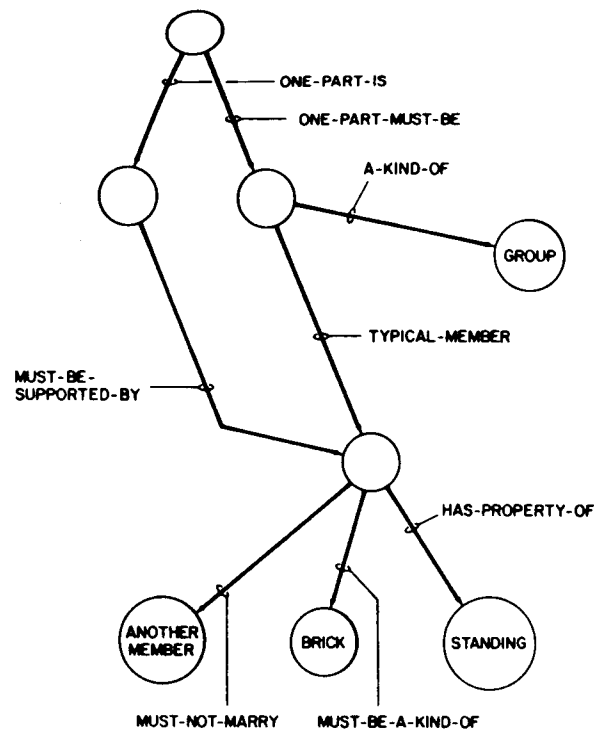 ONE-PART-IS
ONE-PART-MUST-BE
A-KIND-OF
GROUP
TYPICAL-MEMBER
MUST-BE-
SUPPORTED-BY
HAS-PROPERTY-OF
ANOTHER
MEMBER
BRICK
STANDING
MUST-NOT-MARRY
MUST-BE-A-KIND-OF